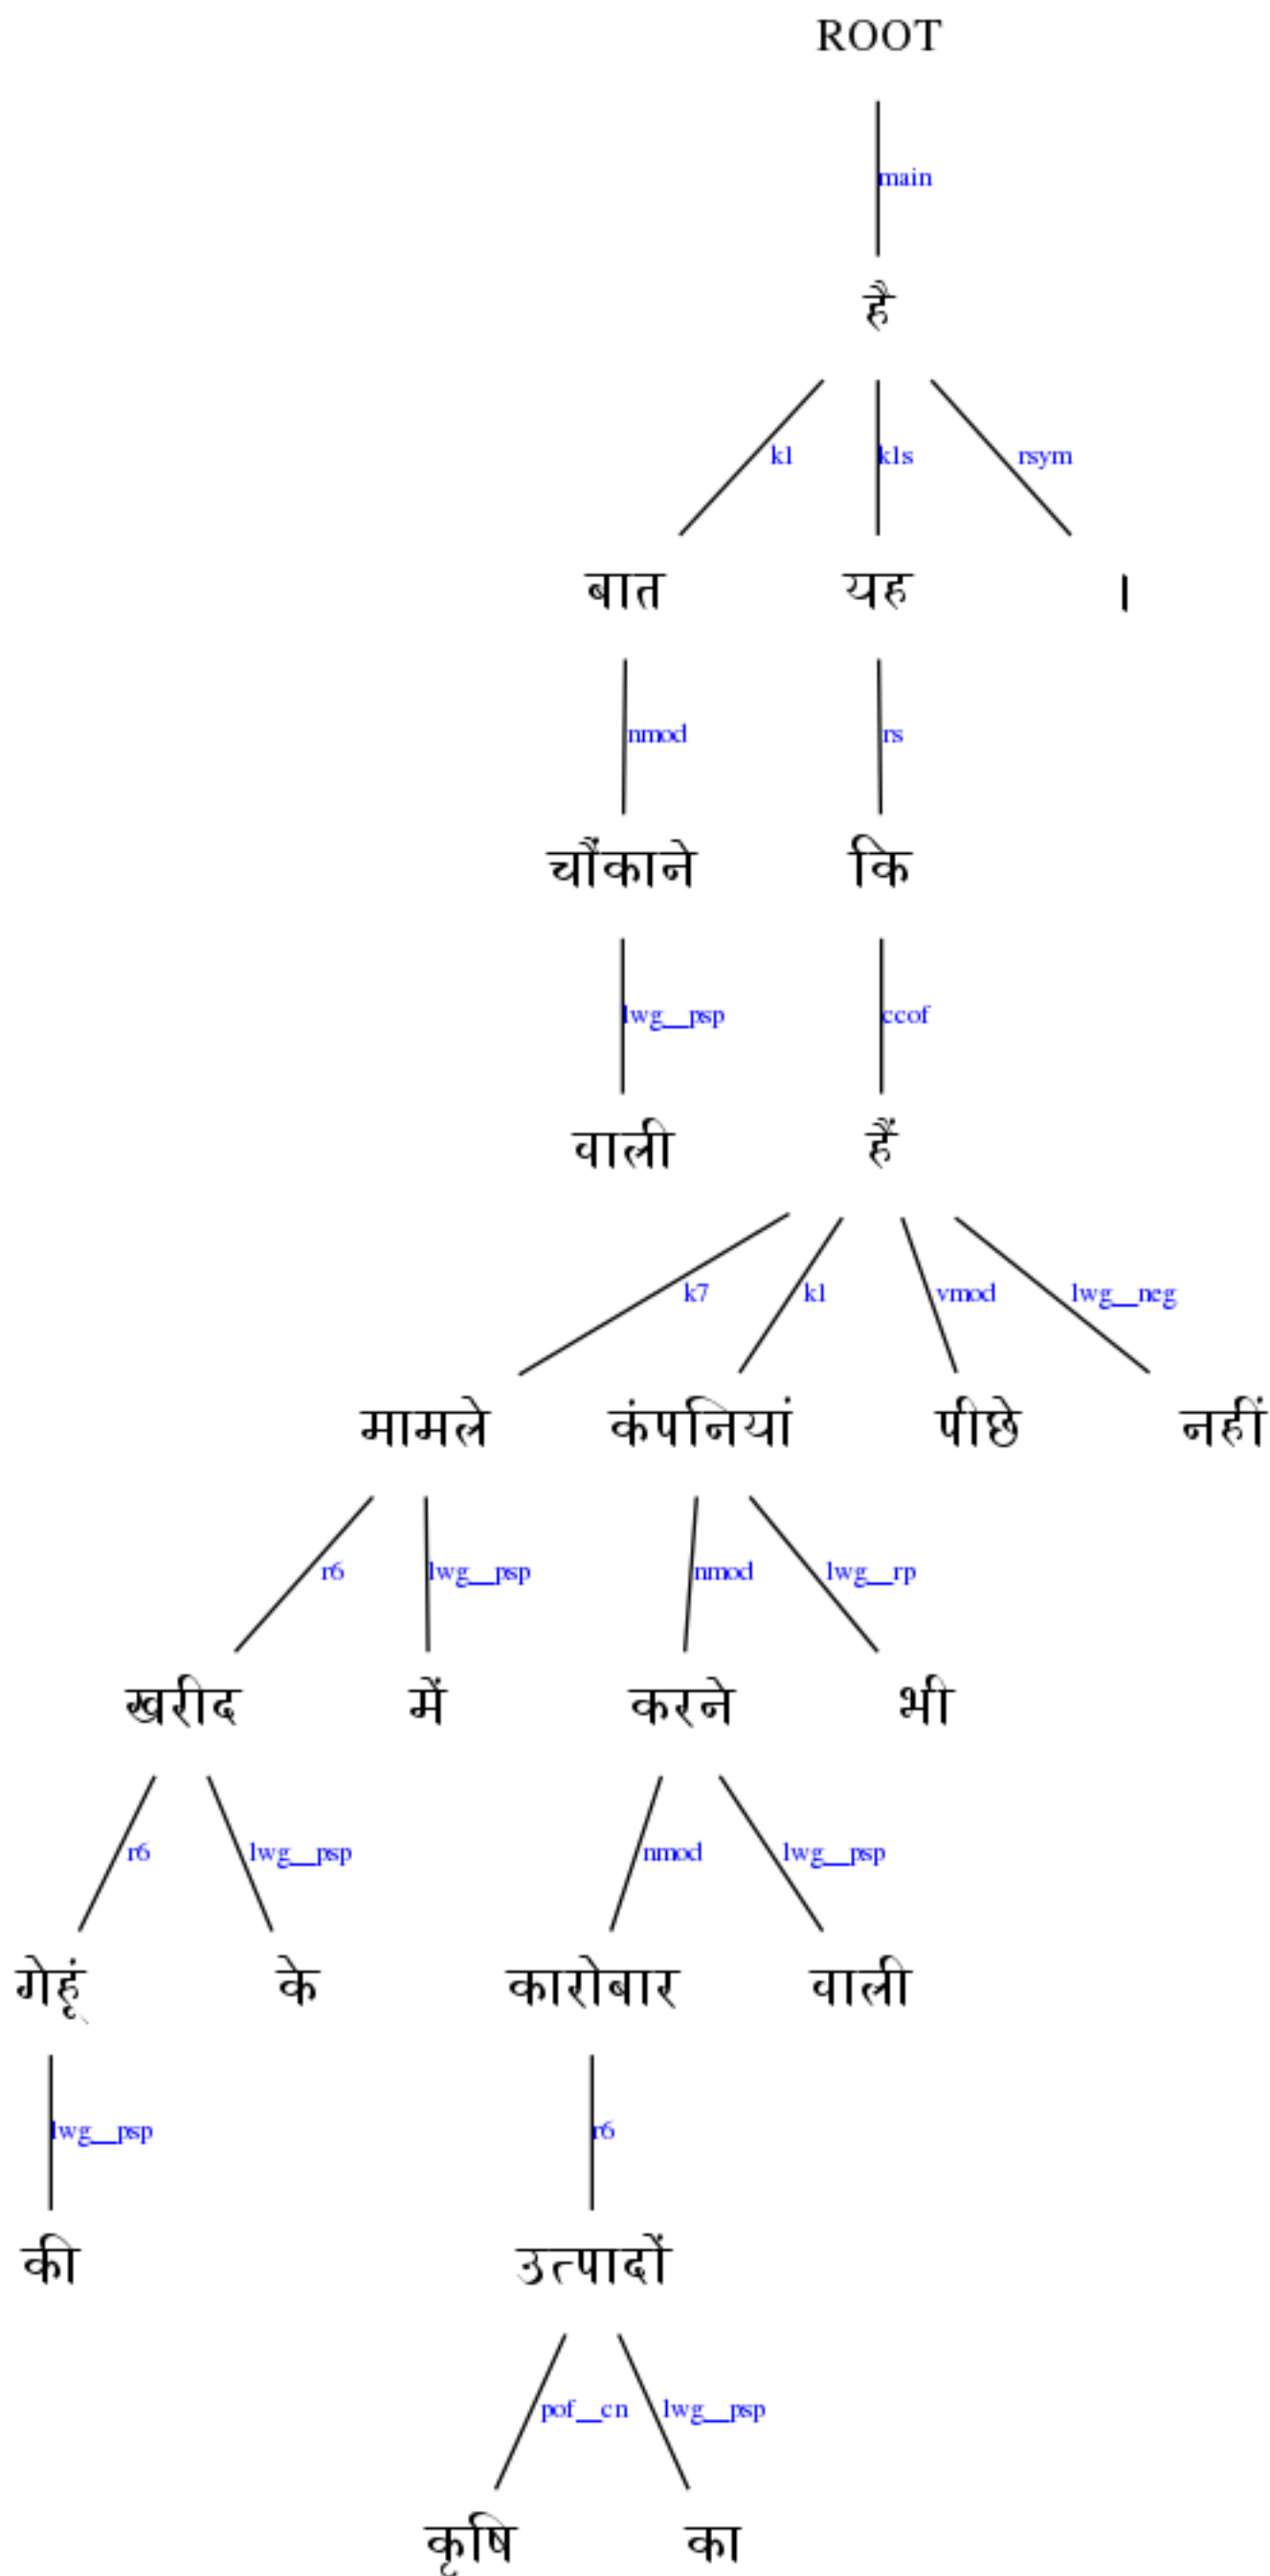 ROOT
main
है
k1 k1s rsym
बात यह ।
nmod rs
चौंकाने कि
lwg__psp ccof
वाली हैं
k7 k1 vmod lwg__neg
मामले कंपनियां पीछे नहीं
r6 lwg__psp nmod lwg__rp
खरीद में करने भी
r6 lwg__psp nmod lwg__psp
गेहूं के कारोबार वाली
lwg__psp r6
की उत्पादों
pof__cn lwg__psp
कृषि का